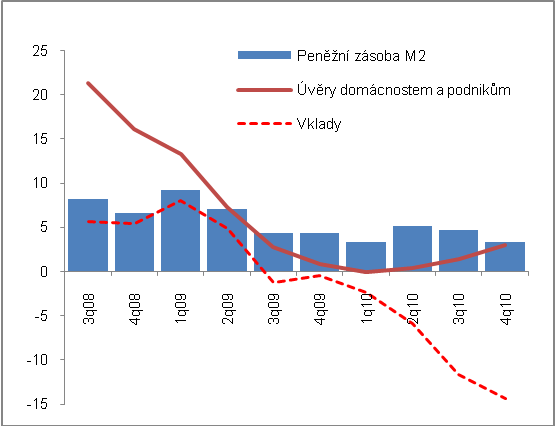 25
20
15
10
5
0
-5
-10
-15
Peněžní zásoba M2
Úvěry domácnostem a podnikům
Vklady
3q08
4q08
1q09
2q09
3q09
4q09
1q10
2q10
3q10
4q10